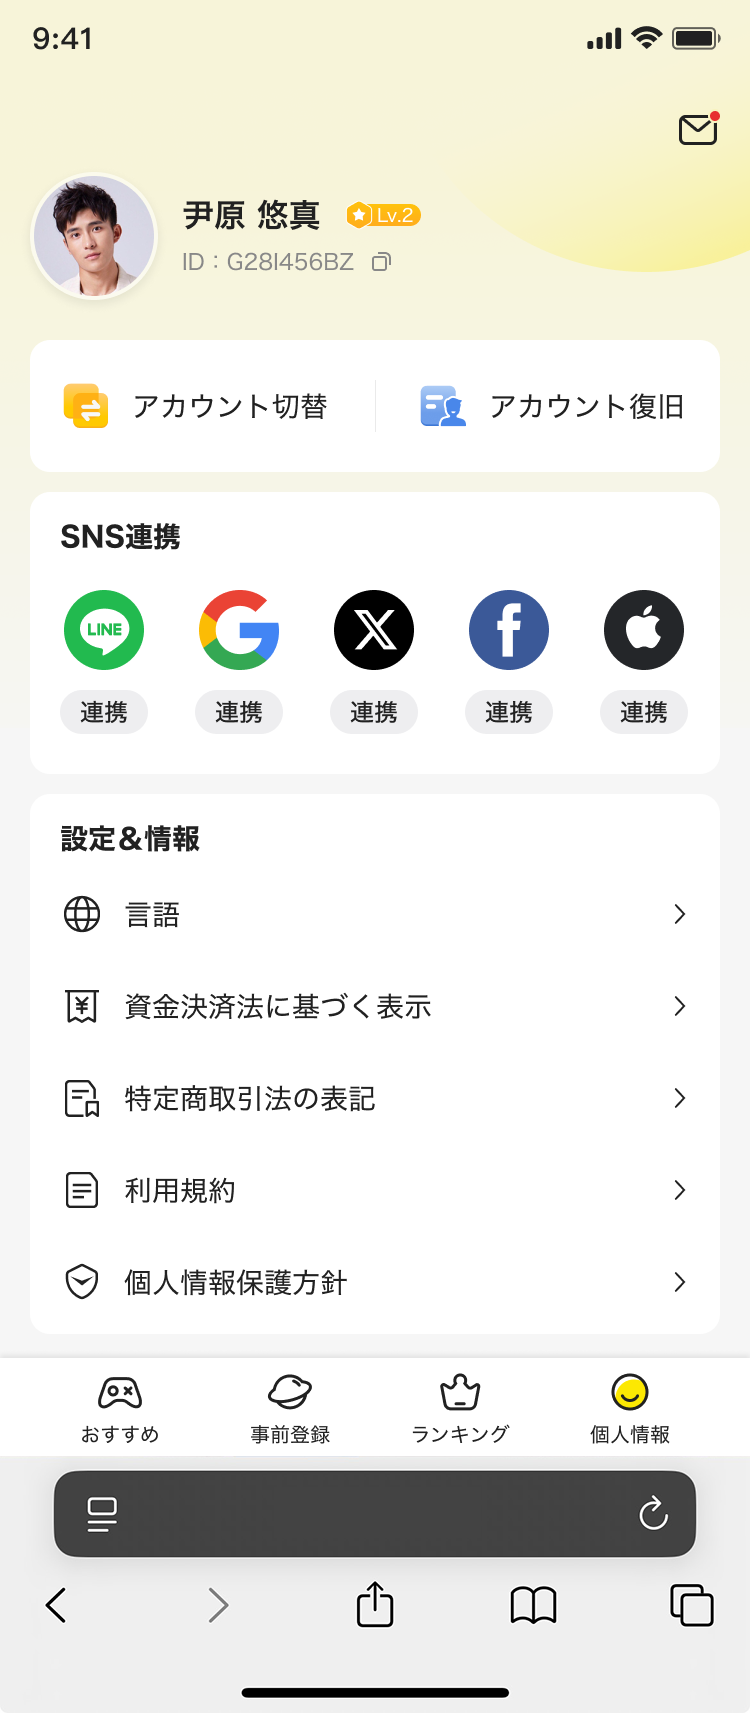 9:41
尹原 悠真
Lv.2
ID：G28I456BZ
アカウント切替
アカウント復旧
SNS連携
LINE
連携 連携 連携 連携 連携
設定&情報
言語
資金決済法に基づく表示
特定商取引法の表記
利用規約
個人情報保護方針
おすすめ 事前登録 ランキング 個人情報